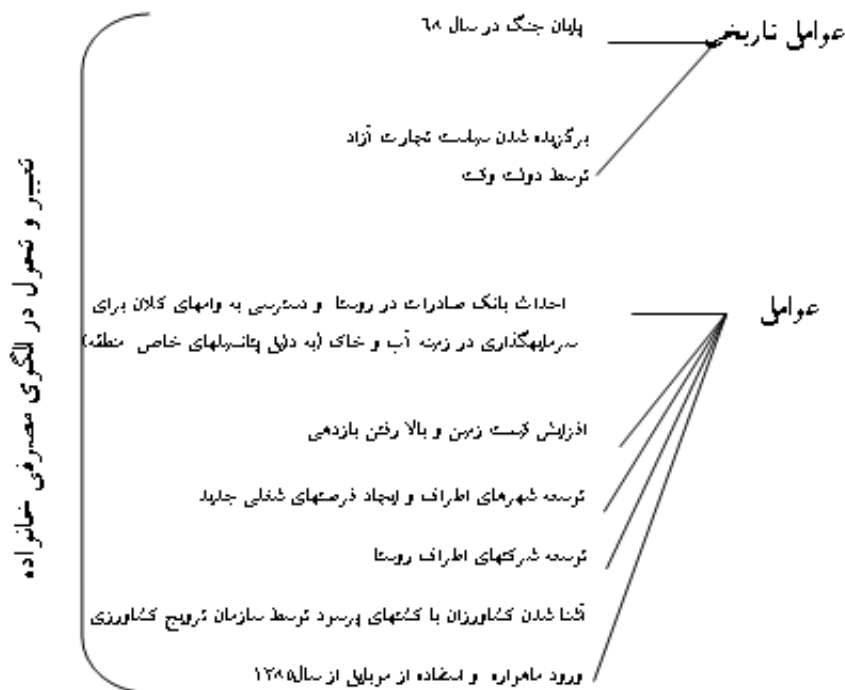 عوامل تاریخی
پایان جنگ در سال ۶۸
برگزیده شدن سیاست تجارت آزاد
توسط دولت وقت
عوامل
احداث بانک صادرات در روستا و دسترسی به وامهای کلان برای
سرمایهگذاری در زمینه آب و خاک (به دلیل پتانسیلهای خاص منطقه)
افزایش قیمت زمین و بالا رفتن بازدهی
توسعه شهرهای اطراف و ایجاد فرصتهای شغلی جدید
توسعه شرکتهای اطراف روستا
آشنا شدن کشاورزان با کشتهای پرسود توسط سازمان ترویج کشاورزی
ورود ماهواره و استفاده از موبایل از سال۱۳۸۵
تغییر و تحول در الگوی مصرفی خانواده